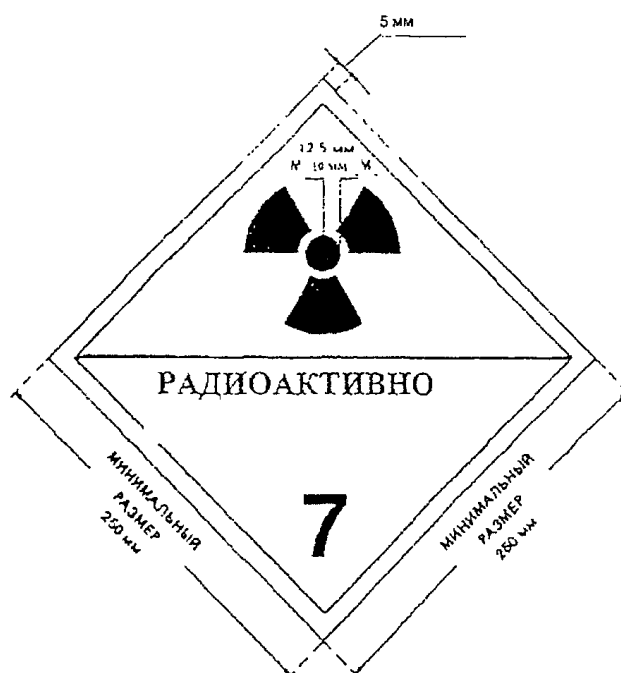 5 мм
12.5 мм
10 мм
РАДИОАКТИВНО
7
МИНИМАЛЬНЫЙ
РАЗМЕР
250 мм
МИНИМАЛЬНЫЙ
РАЗМЕР
250 мм